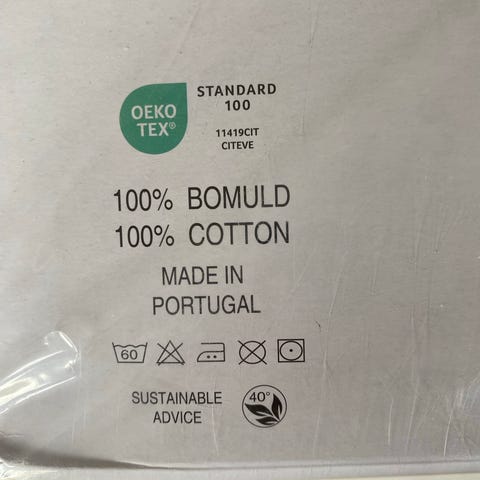 OEKO
TEX®
STANDARD
100
11419CIT
CITEVE
100% BOMULD
100% COTTON
MADE IN
PORTUGAL
60
SUSTAINABLE
ADVICE
40°